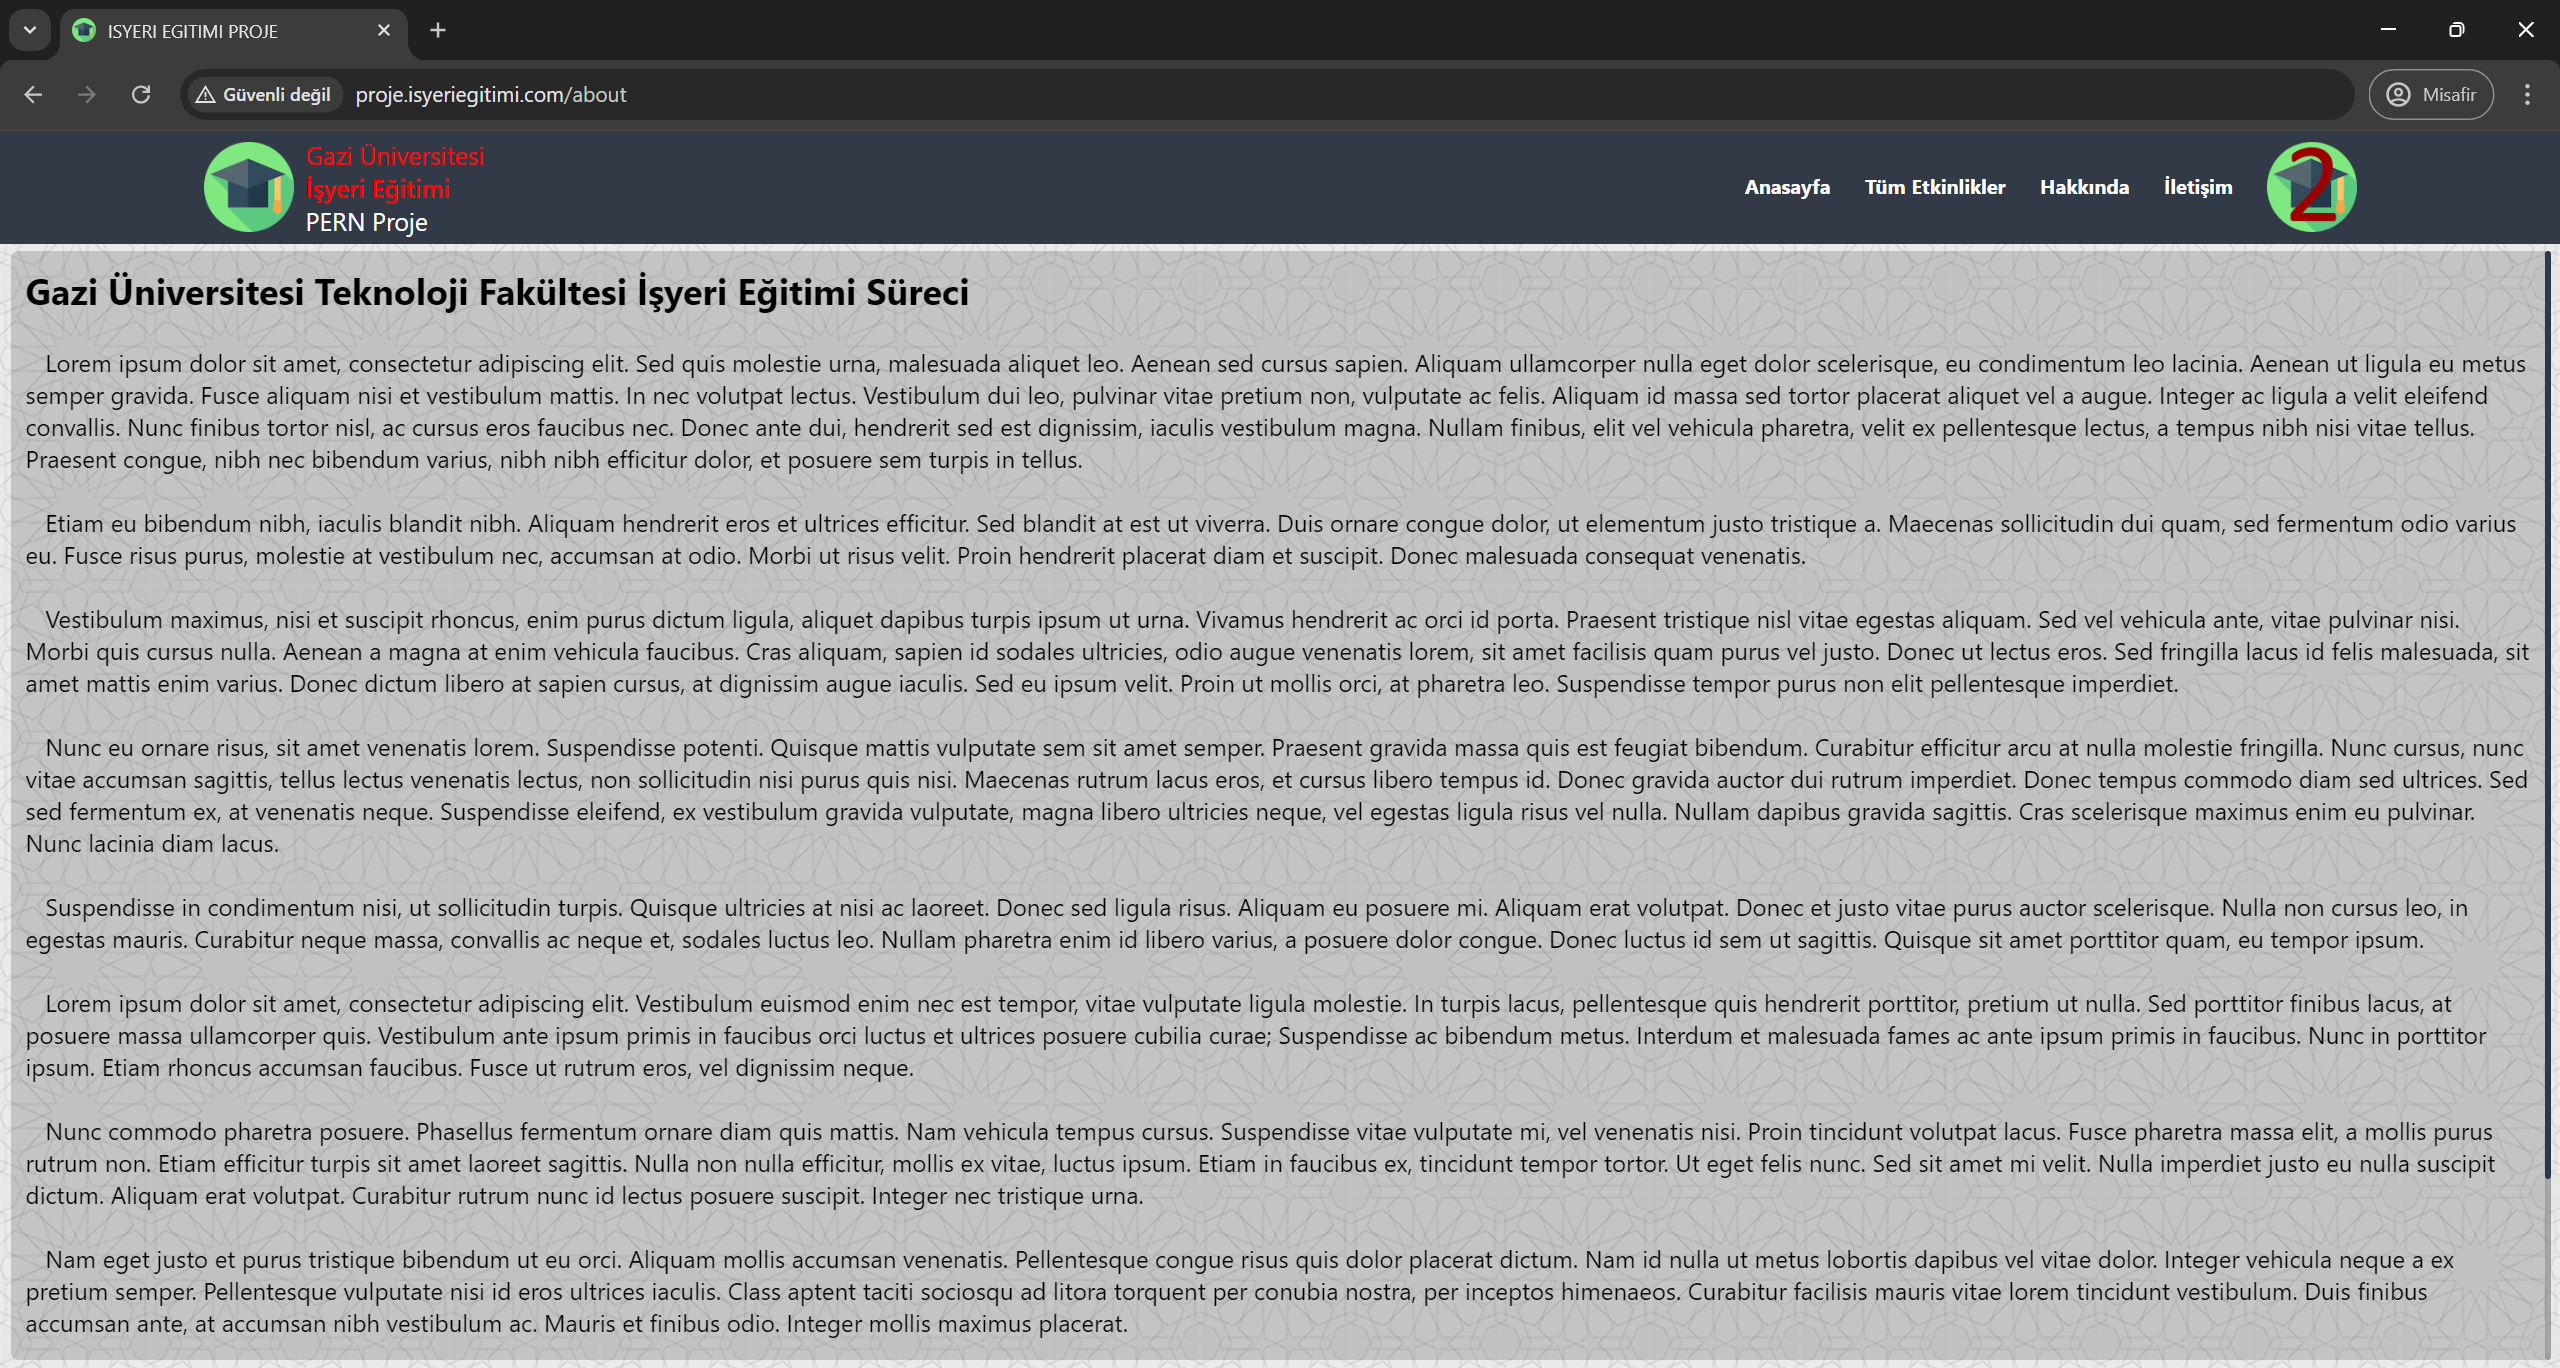 ISYERI EGITIMI PROJE
Güvenli değil
proje.isyeriegitimi.com/about
Misafir
Gazi Üniversitesi
İşyeri Eğitimi
PERN Proje
Anasayfa
Tüm Etkinlikler
Hakkında
İletişim
2
Gazi Üniversitesi Teknoloji Fakültesi İşyeri Eğitimi Süreci
Lorem ipsum dolor sit amet, consectetur adipiscing elit. Sed quis molestie urna, malesuada aliquet leo. Aenean sed cursus sapien. Aliquam ullamcorper nulla eget dolor scelerisque, eu condimentum leo lacinia. Aenean ut ligula eu metus
semper gravida. Fusce aliquam nisi et vestibulum mattis. In nec volutpat lectus. Vestibulum dui leo, pulvinar vitae pretium non, vulputate ac felis. Aliquam id massa sed tortor placerat aliquet vel a augue. Integer ac ligula a velit eleifend
convallis. Nunc finibus tortor nisl, ac cursus eros faucibus nec. Donec ante dui, hendrerit sed est dignissim, iaculis vestibulum magna. Nullam finibus, elit vel vehicula pharetra, velit ex pellentesque lectus, a tempus nibh nisi vitae tellus.
Praesent congue, nibh nec bibendum varius, nibh nibh efficitur dolor, et posuere sem turpis in tellus.
Etiam eu bibendum nibh, iaculis blandit nibh. Aliquam hendrerit eros et ultrices efficitur. Sed blandit at est ut viverra. Duis ornare congue dolor, ut elementum justo tristique a. Maecenas sollicitudin dui quam, sed fermentum odio varius
eu. Fusce risus purus, molestie at vestibulum nec, accumsan at odio. Morbi ut risus velit. Proin hendrerit placerat diam et suscipit. Donec malesuada consequat venenatis.
Vestibulum maximus, nisi et suscipit rhoncus, enim purus dictum ligula, aliquet dapibus turpis ipsum ut urna. Vivamus hendrerit ac orci id porta. Praesent tristique nisl vitae egestas aliquam. Sed vel vehicula ante, vitae pulvinar nisi.
Morbi quis cursus nulla. Aenean a magna at enim vehicula faucibus. Cras aliquam, sapien id sodales ultricies, odio augue venenatis lorem, sit amet facilisis quam purus vel justo. Donec ut lectus eros. Sed fringilla lacus id felis malesuada, sit
amet mattis enim varius. Donec dictum libero at sapien cursus, at dignissim augue iaculis. Sed eu ipsum velit. Proin ut mollis orci, at pharetra leo. Suspendisse tempor purus non elit pellentesque imperdiet.
Nunc eu ornare risus, sit amet venenatis lorem. Suspendisse potenti. Quisque mattis vulputate sem sit amet semper. Praesent gravida massa quis est feugiat bibendum. Curabitur efficitur arcu at nulla molestie fringilla. Nunc cursus, nunc
vitae accumsan sagittis, tellus lectus venenatis lectus, non sollicitudin nisi purus quis nisi. Maecenas rutrum lacus eros, et cursus libero tempus id. Donec gravida auctor dui rutrum imperdiet. Donec tempus commodo diam sed ultrices. Sed
sed fermentum ex, at venenatis neque. Suspendisse eleifend, ex vestibulum gravida vulputate, magna libero ultricies neque, vel egestas ligula risus vel nulla. Nullam dapibus gravida sagittis. Cras scelerisque maximus enim eu pulvinar.
Nunc lacinia diam lacus.
Suspendisse in condimentum nisi, ut sollicitudin turpis. Quisque ultricies at nisi ac laoreet. Donec sed ligula risus. Aliquam eu posuere mi. Aliquam erat volutpat. Donec et justo vitae purus auctor scelerisque. Nulla non cursus leo, in
egestas mauris. Curabitur neque massa, convallis ac neque et, sodales luctus leo. Nullam pharetra enim id libero varius, a posuere dolor congue. Donec luctus id sem ut sagittis. Quisque sit amet porttitor quam, eu tempor ipsum.
Lorem ipsum dolor sit amet, consectetur adipiscing elit. Vestibulum euismod enim nec est tempor, vitae vulputate ligula molestie. In turpis lacus, pellentesque quis hendrerit porttitor, pretium ut nulla. Sed porttitor finibus lacus, at
posuere massa ullamcorper quis. Vestibulum ante ipsum primis in faucibus orci luctus et ultrices posuere cubilia curae; Suspendisse ac bibendum metus. Interdum et malesuada fames ac ante ipsum primis in faucibus. Nunc in porttitor
ipsum. Etiam rhoncus accumsan faucibus. Fusce ut rutrum eros, vel dignissim neque.
Nunc commodo pharetra posuere. Phasellus fermentum ornare diam quis mattis. Nam vehicula tempus cursus. Suspendisse vitae vulputate mi, vel venenatis nisi. Proin tincidunt volutpat lacus. Fusce pharetra massa elit, a mollis purus
rutrum non. Etiam efficitur turpis sit amet laoreet sagittis. Nulla non nulla efficitur, mollis ex vitae, luctus ipsum. Etiam in faucibus ex, tincidunt tempor tortor. Ut eget felis nunc. Sed sit amet mi velit. Nulla imperdiet justo eu nulla suscipit
dictum. Aliquam erat volutpat. Curabitur rutrum nunc id lectus posuere suscipit. Integer nec tristique urna.
Nam eget justo et purus tristique bibendum ut eu orci. Aliquam mollis accumsan venenatis. Pellentesque congue risus quis dolor placerat dictum. Nam id nulla ut metus lobortis dapibus vel vitae dolor. Integer vehicula neque a ex
pretium semper. Pellentesque vulputate nisi id eros ultrices iaculis. Class aptent taciti sociosqu ad litora torquent per conubia nostra, per inceptos himenaeos. Curabitur facilisis mauris vitae lorem tincidunt vestibulum. Duis finibus
accumsan ante, at accumsan nibh vestibulum ac. Mauris et finibus odio. Integer mollis maximus placerat.